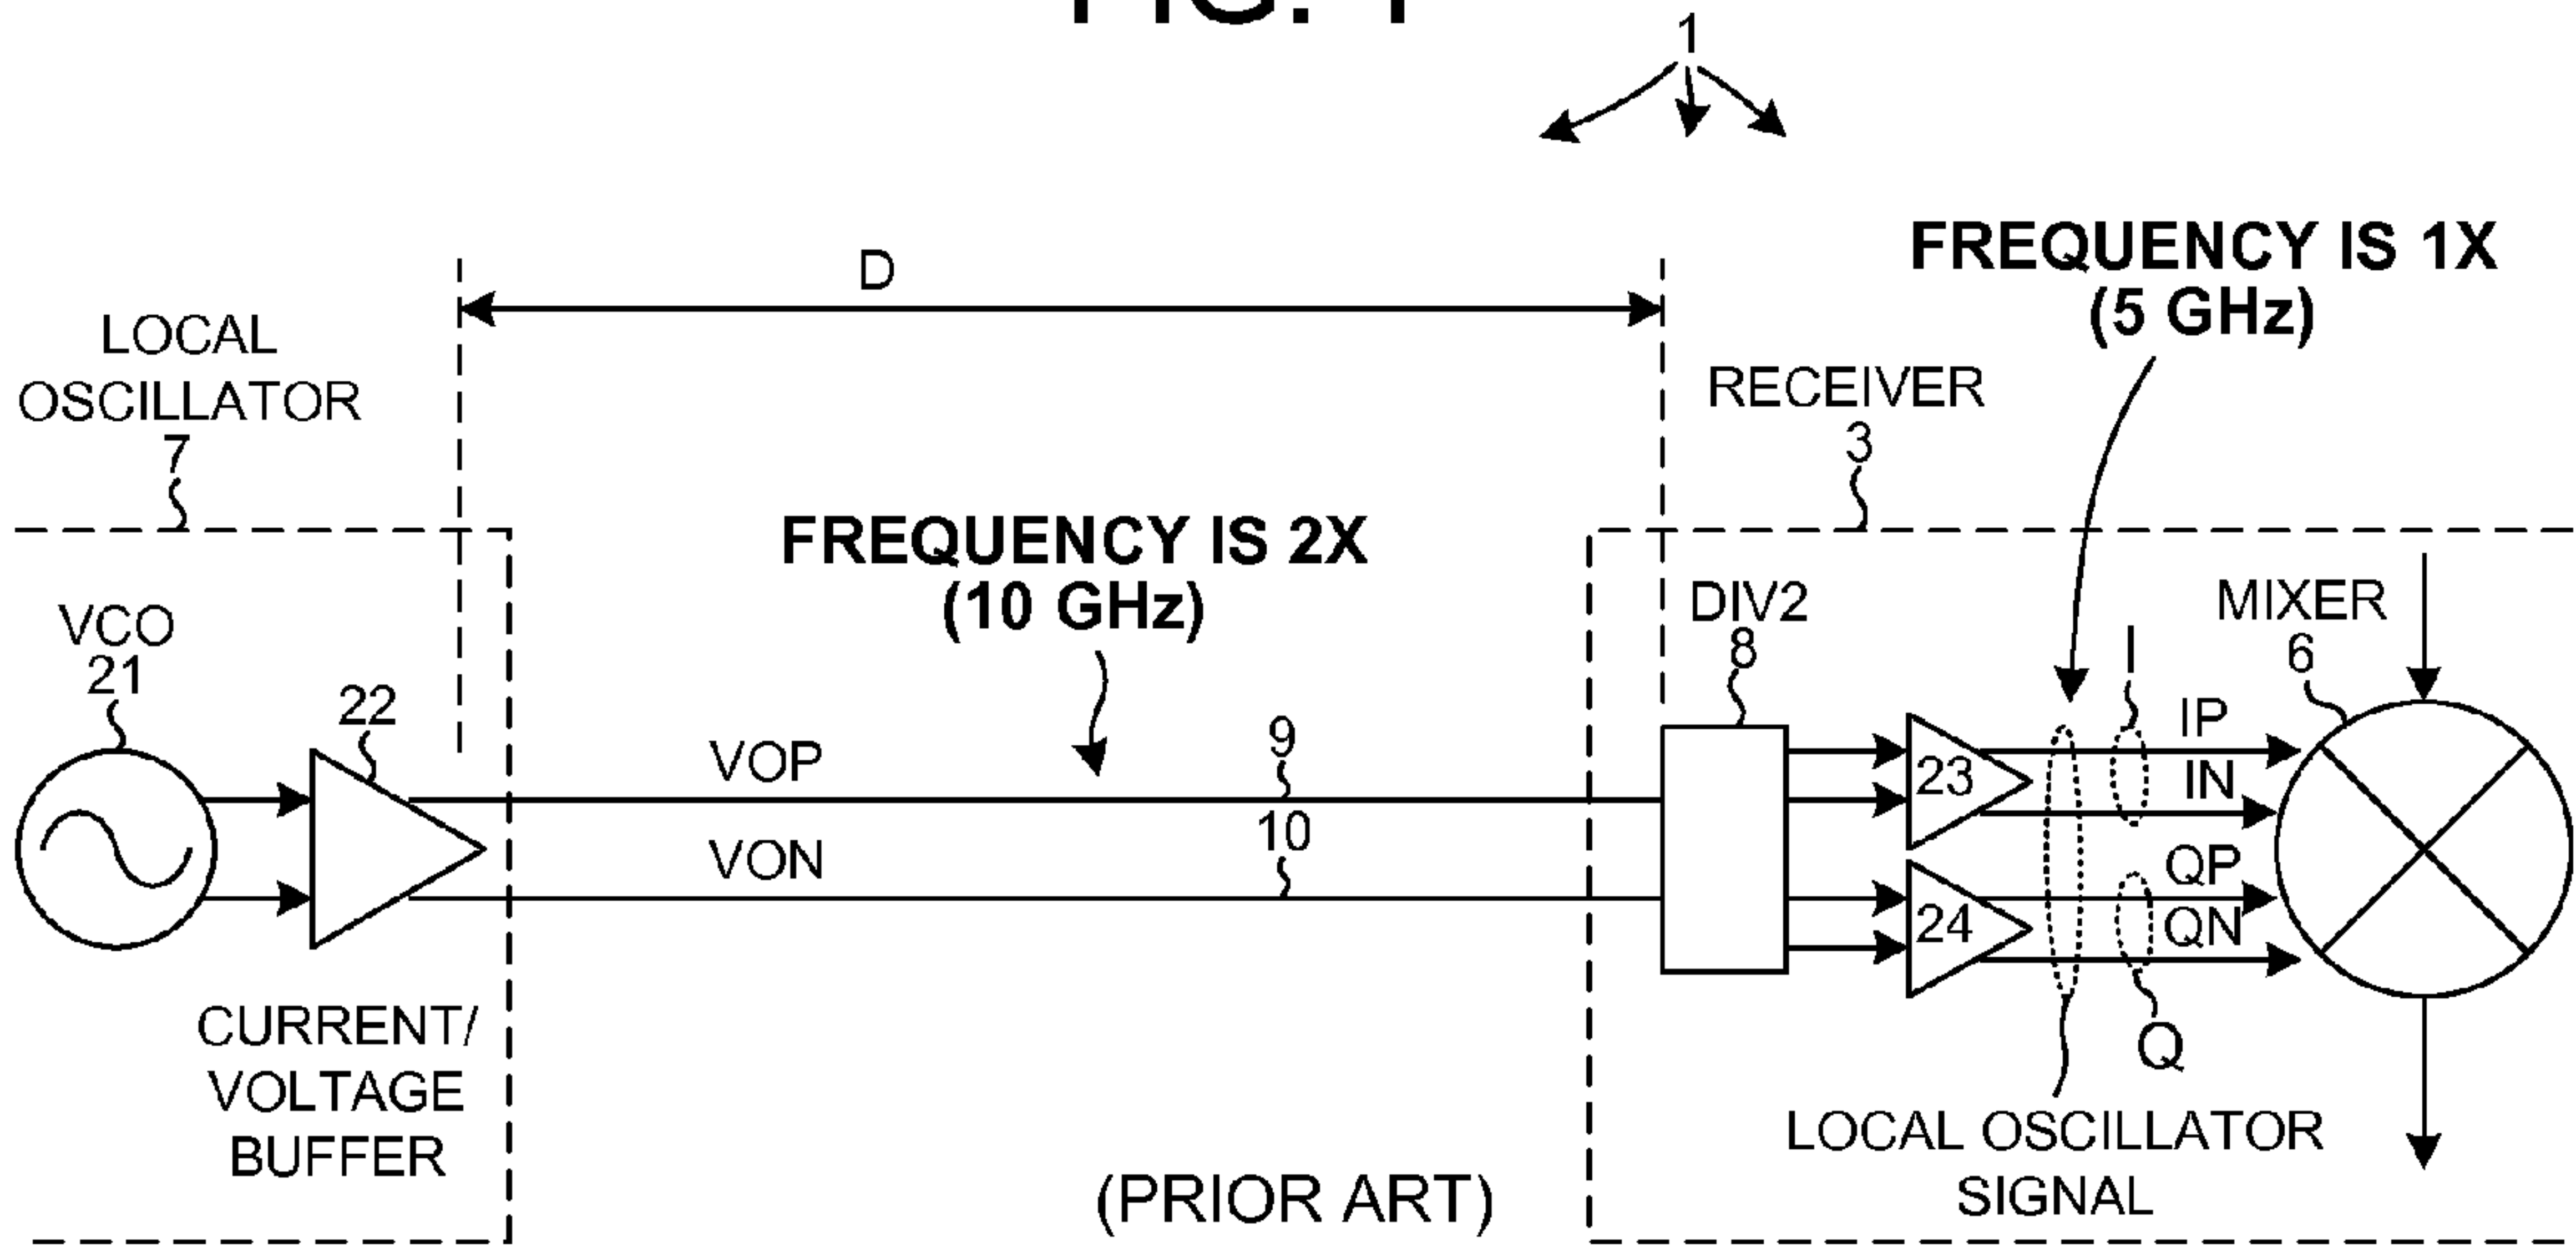 1
D
FREQUENCY IS 1X
(5 GHz)
LOCAL
OSCILLATOR
7
RECEIVER
3
FREQUENCY IS 2X
(10 GHz)
VCO
21
22
VOP
9
VON
10
DIV2
8
MIXER
6
I
IP
IN
23
QP
QN
24
Q
CURRENT/
VOLTAGE
BUFFER
LOCAL OSCILLATOR
SIGNAL
(PRIOR ART)